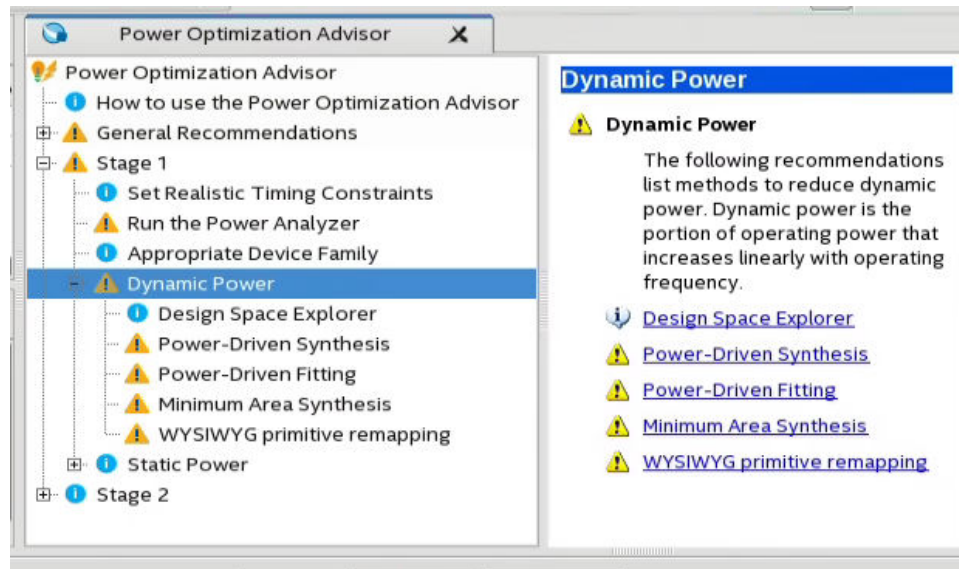 Power Optimization Advisor
Power Optimization Advisor
How to use the Power Optimization Advisor
General Recommendations
Stage 1
Set Realistic Timing Constraints
Run the Power Analyzer
Appropriate Device Family
Dynamic Power
Design Space Explorer
Power-Driven Synthesis
Power-Driven Fitting
Minimum Area Synthesis
WYSIWYG primitive remapping
Static Power
Stage 2
Dynamic Power
Dynamic Power
The following recommendations
list methods to reduce dynamic
power. Dynamic power is the
portion of operating power that
increases linearly with operating
frequency.
Design Space Explorer
Power-Driven Synthesis
Power-Driven Fitting
Minimum Area Synthesis
WYSIWYG primitive remapping